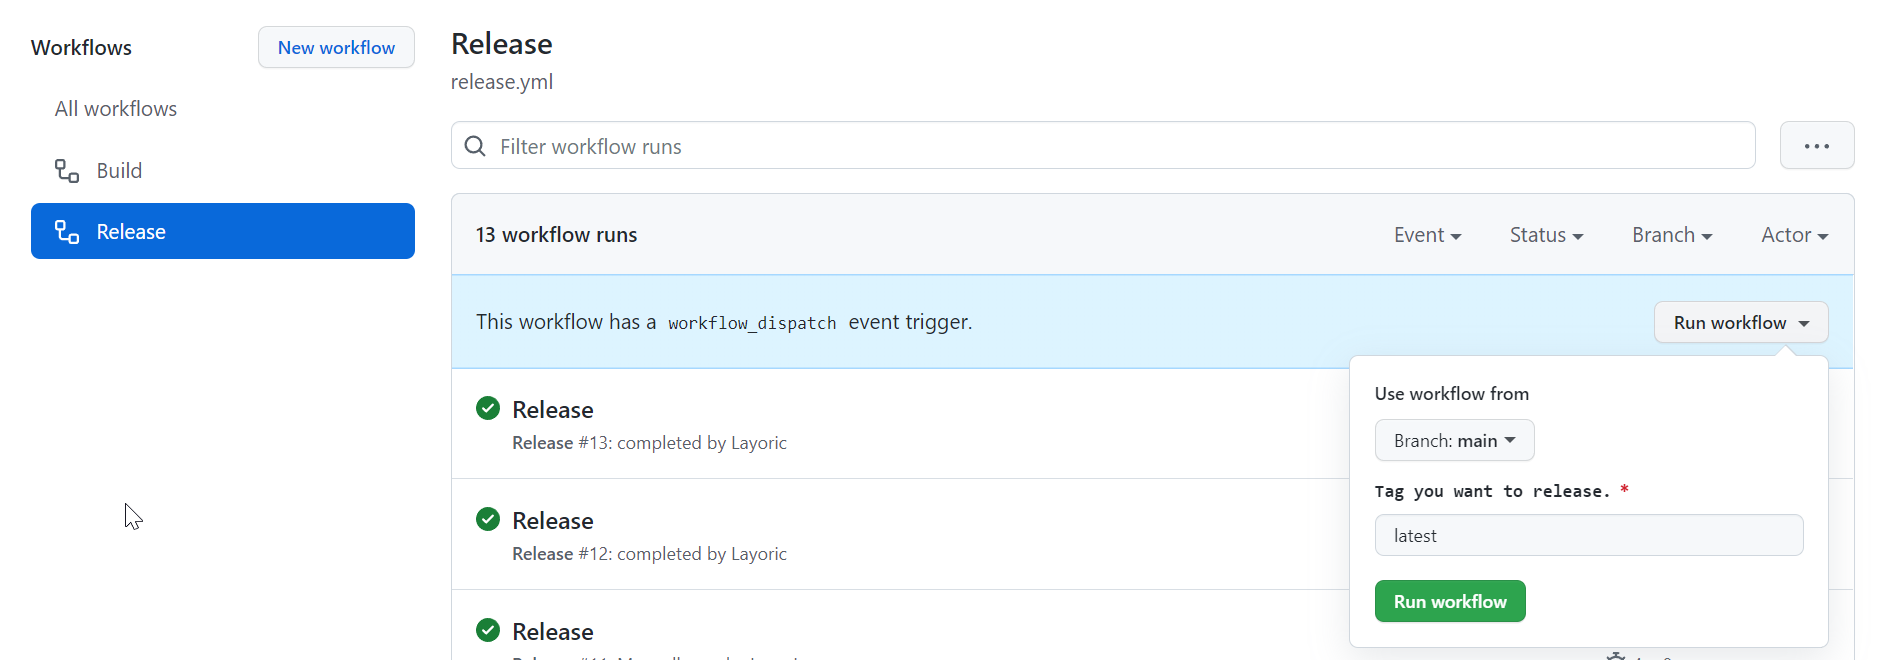 Workflows
New workflow
All workflows
Build
Release
Release
release.yml
Filter workflow runs
13 workflow runs
Event
Status
Branch
Actor
This workflow has a workflow_dispatch event trigger.
Run workflow
Release
Release #13: completed by Layoric
Release
Release #12: completed by Layoric
Release
Use workflow from
Branch: main
Tag you want to release. *
latest
Run workflow